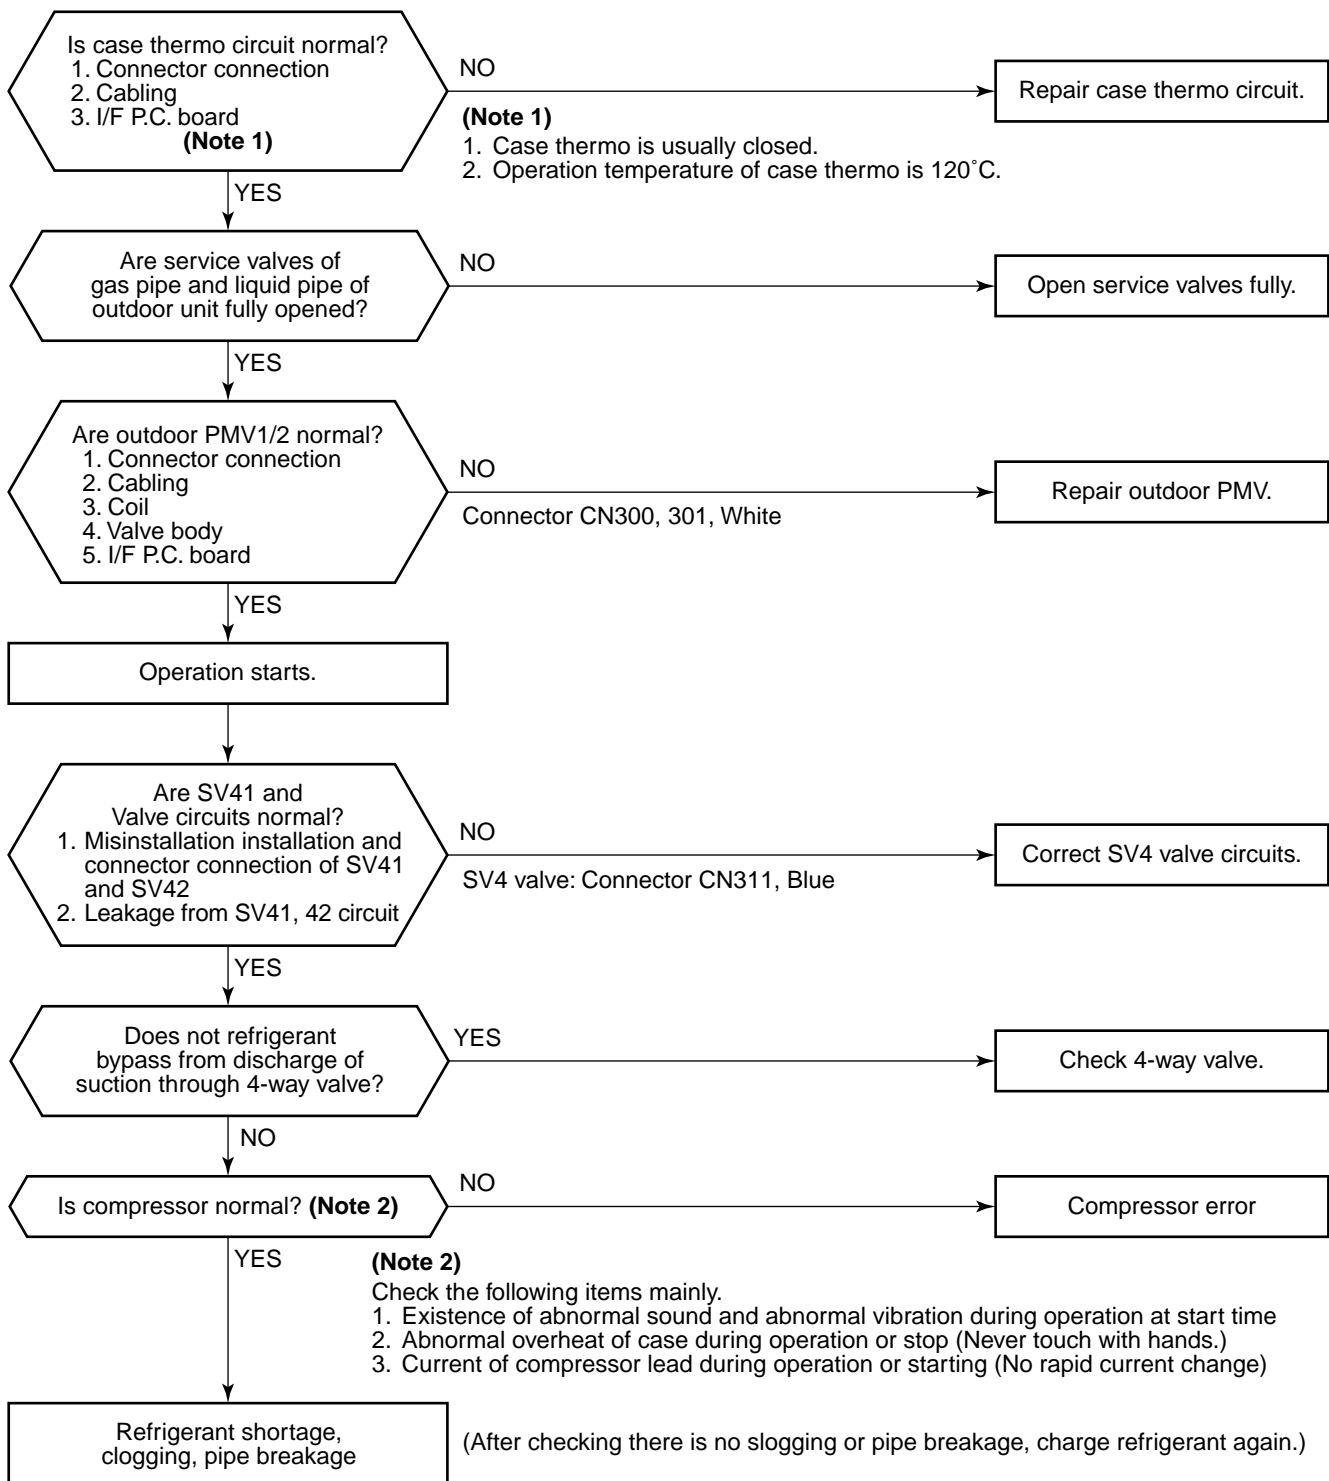 Is case thermo circuit normal?
1. Connector connection
2. Cabling
3. I/F P.C. board
(Note 1)
NO
Repair case thermo circuit.
(Note 1)
1. Case thermo is usually closed.
2. Operation temperature of case thermo is 120˚C.
YES
Are service valves of
gas pipe and liquid pipe of
outdoor unit fully opened?
NO
Open service valves fully.
YES
Are outdoor PMV1/2 normal?
1. Connector connection
2. Cabling
3. Coil
4. Valve body
5. I/F P.C. board
NO
Connector CN300, 301, White
Repair outdoor PMV.
YES
Operation starts.
Are SV41 and
Valve circuits normal?
1. Misinstallation installation and
connector connection of SV41
and SV42
2. Leakage from SV41, 42 circuit
NO
SV4 valve: Connector CN311, Blue
Correct SV4 valve circuits.
YES
Does not refrigerant
bypass from discharge of
suction through 4-way valve?
YES
Check 4-way valve.
NO
Is compressor normal? (Note 2)
NO
Compressor error
YES
(Note 2)
Check the following items mainly.
1. Existence of abnormal sound and abnormal vibration during operation at start time
2. Abnormal overheat of case during operation or stop (Never touch with hands.)
3. Current of compressor lead during operation or starting (No rapid current change)
Refrigerant shortage,
clogging, pipe breakage
(After checking there is no slogging or pipe breakage, charge refrigerant again.)